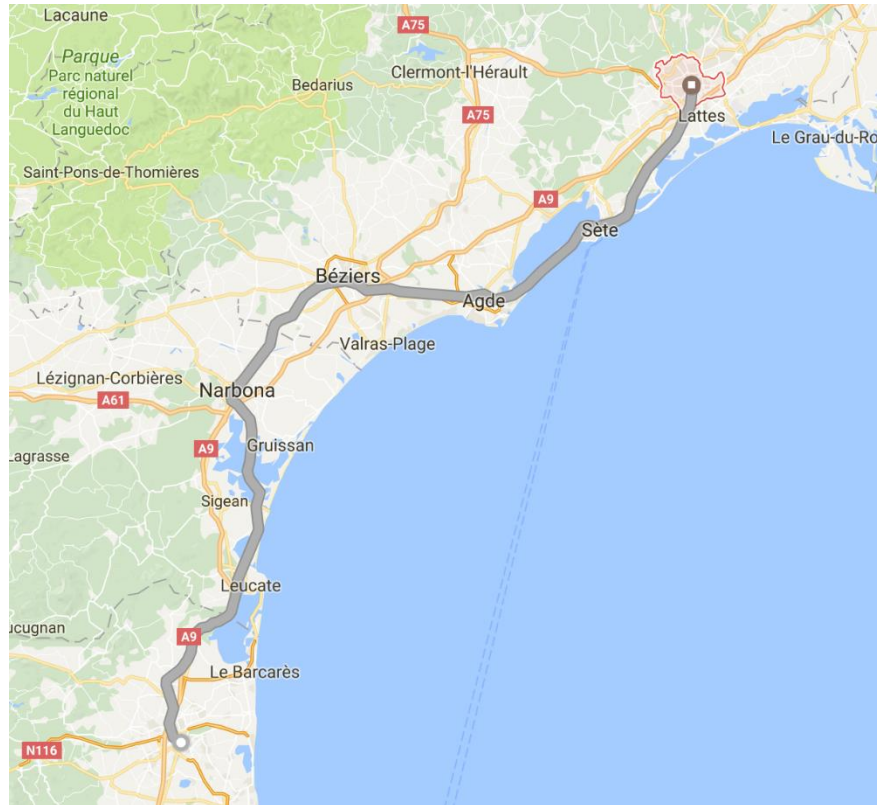 Lacaune
A75
Parque
Parc naturel
régional
du Haut
Languedoc
Clermont-l'Hérault
Bedarius
A75
Lattes
Le Grau-du-Ro
Saint-Pons-de-Thomières
A9
Sète
Béziers
Agde
Valras-Plage
Lézignan-Corbières
Narbona
A61
Gruissan
A9
Lagrasse
Sigean
Leucate
ucugnan
A9
Le Barcarès
N116